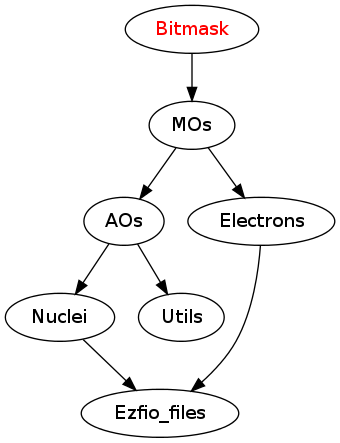 Bitmask
MOs
AOs
Electrons
Nuclei
Utils
Ezfio_files